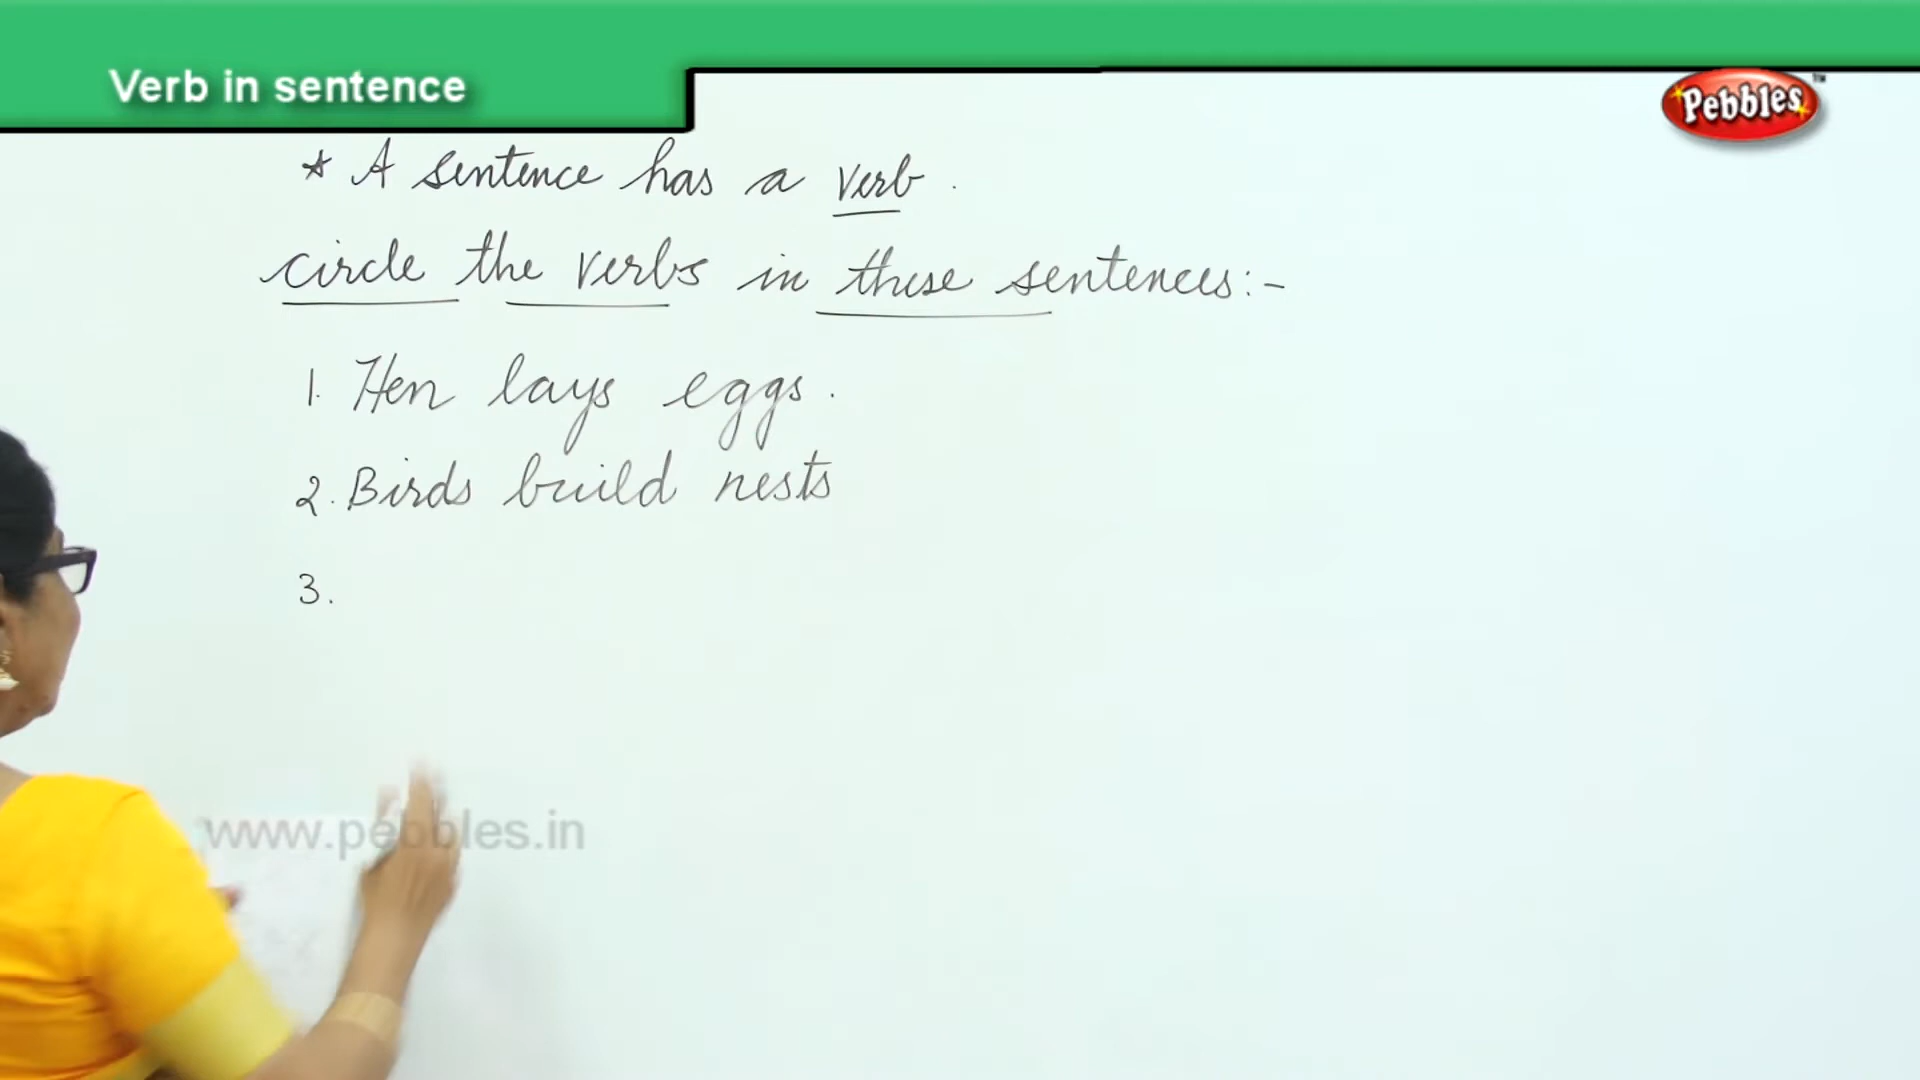 Verb in sentence
Pebbles™
* A sentence has a verb.
circle the verbs in these sentences:-
1. Hen lays eggs.
2. Birds build nests
3.
www.pebbles.in